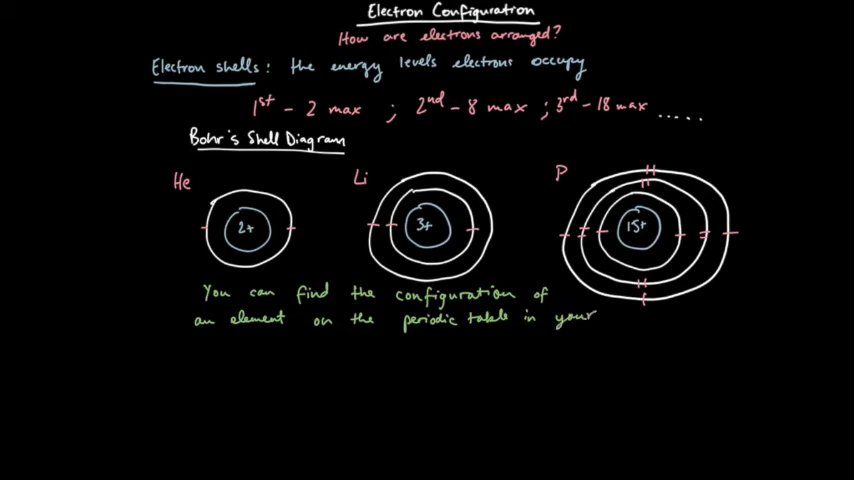 Electron Configuration
How are electrons arranged?
Electron shells: the energy levels electrons occupy
1st - 2 max ; 2nd - 8 max ; 3rd - 18 max .....
Bohr's Shell Diagram
He
Li
P
2+
3+
15+
You can find the configuration of
an element on the periodic table in your